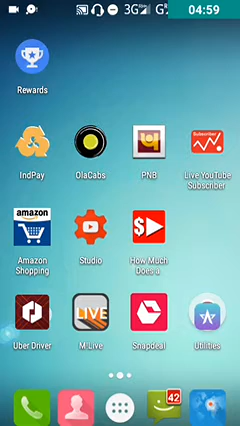 3G G 04:59
Rewards
IndPay OlaCabs PNB Live YouTube
Subscriber
Subscriber
amazon
Amazon
Shopping
Studio
$
How Much
Does a
LIVE
Uber Driver M-Live Snapdeal Utilities
42